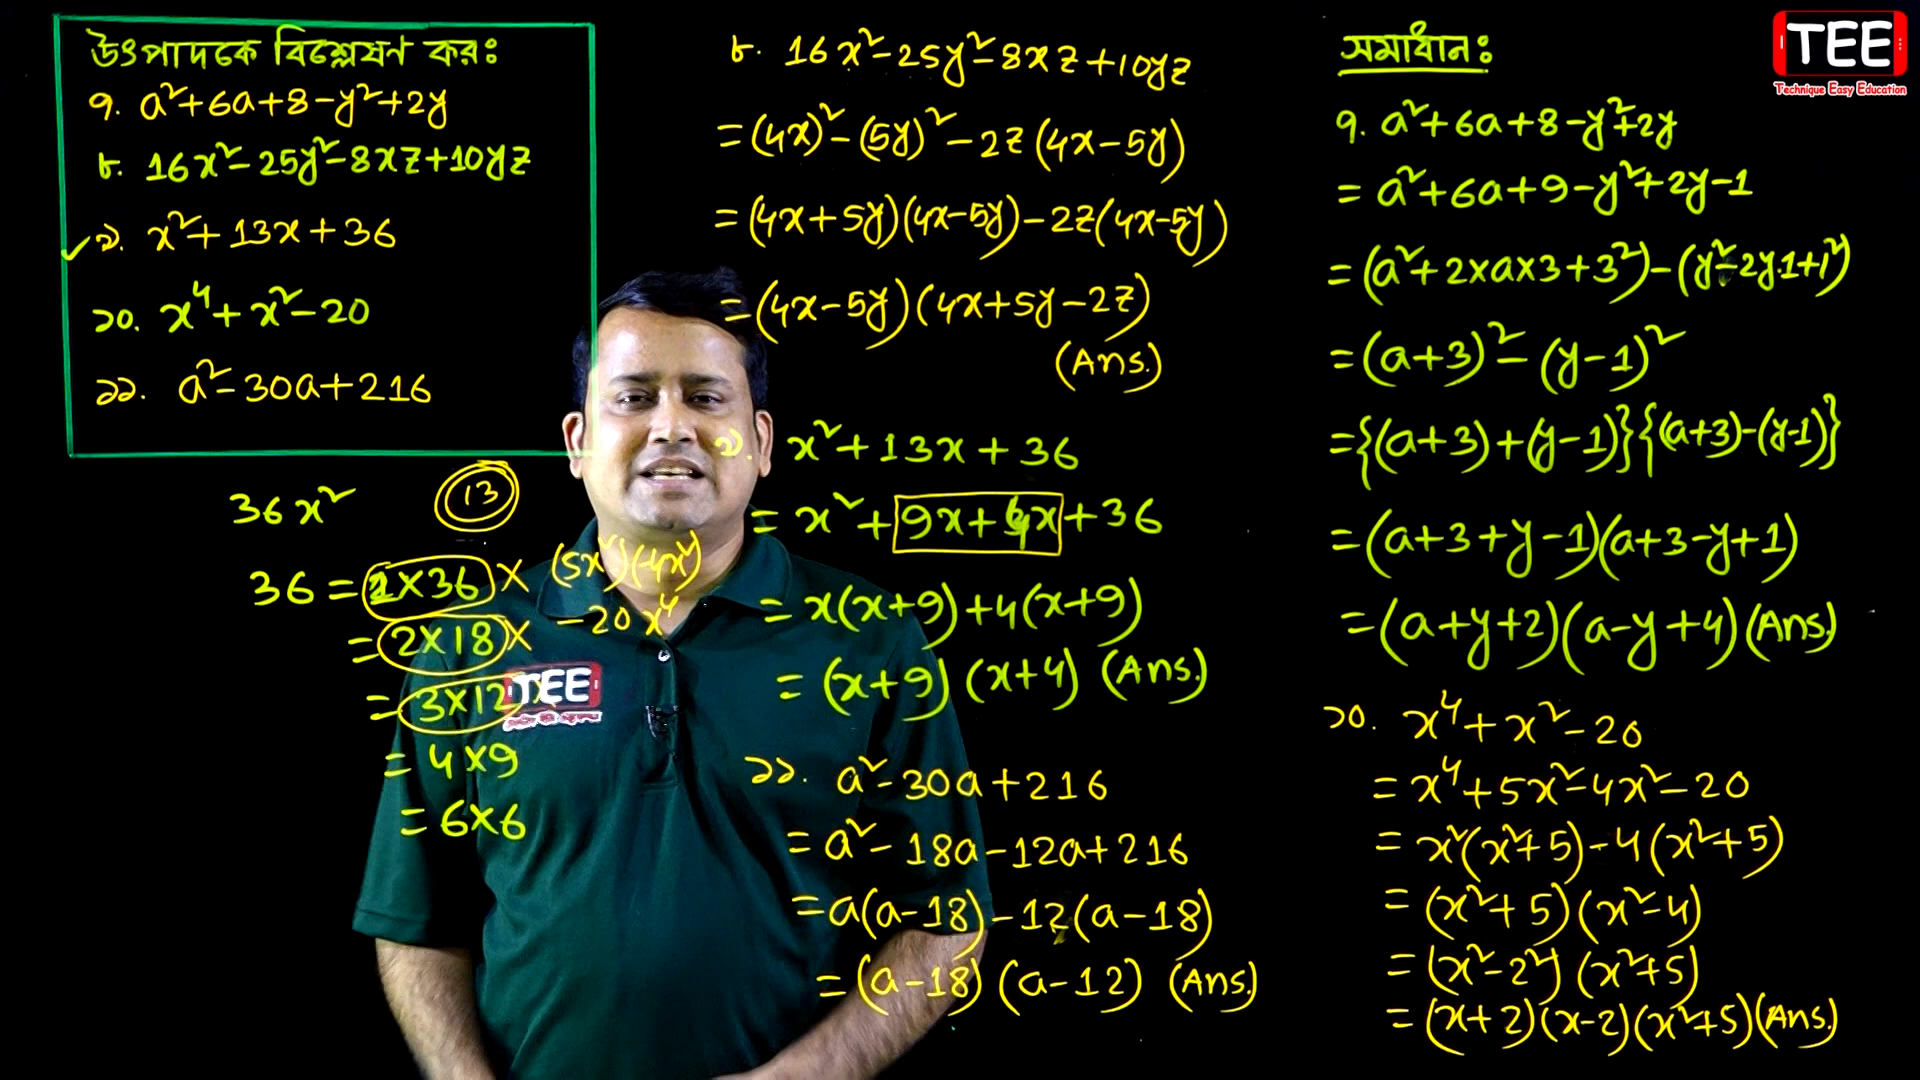 উৎপাদকে বিশ্লেষন করঃ
৭. a²+6a+8-y²+2y
৮. 16x²-25y²-8xz+10yz
৯. x²+13x+36
১০. x⁴+x²-20
১১. a²-30a+216
36x²
13
36 = 1×36 ×
= 2×18 ×
= 3×12
= 4×9
= 6×6
(5x²)(-4x²)
-20x⁴
TEE
৮. 16x²-25y²-8xz+10yz
=(4x)²-(5y)²-2z(4x-5y)
=(4x+5y)(4x-5y)-2z(4x-5y)
=(4x-5y)(4x+5y-2z)
(Ans.)
৯. x²+13x+36
= x²+9x+4x+36
= x(x+9)+4(x+9)
= (x+9)(x+4) (Ans.)
১১. a²-30a+216
= a²-18a-12a+216
=a(a-18)-12(a-18)
=(a-18)(a-12) (Ans.)
সমাধানঃ
৭. a²+6a+8-y²+2y
= a²+6a+9-y²+2y-1
=(a²+2×a×3+3²)-(y²-2y.1+1²)
=(a+3)²-(y-1)²
={(a+3)+(y-1)}{(a+3)-(y-1)}
=(a+3+y-1)(a+3-y+1)
=(a+y+2)(a-y+4)(Ans.)
১০. x⁴+x²-20
= x⁴+5x²-4x²-20
= x²(x²+5)-4(x²+5)
= (x²+5)(x²-4)
= (x²-2²)(x²+5)
= (x+2)(x-2)(x²+5)(Ans.)
TEE
Technique Easy Education